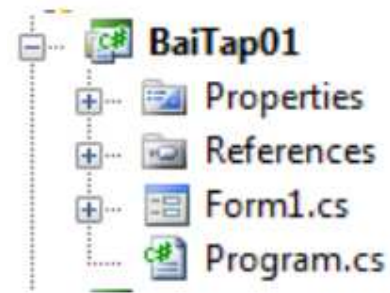 BaiTap01
Properties
References
Form1.cs
Program.cs